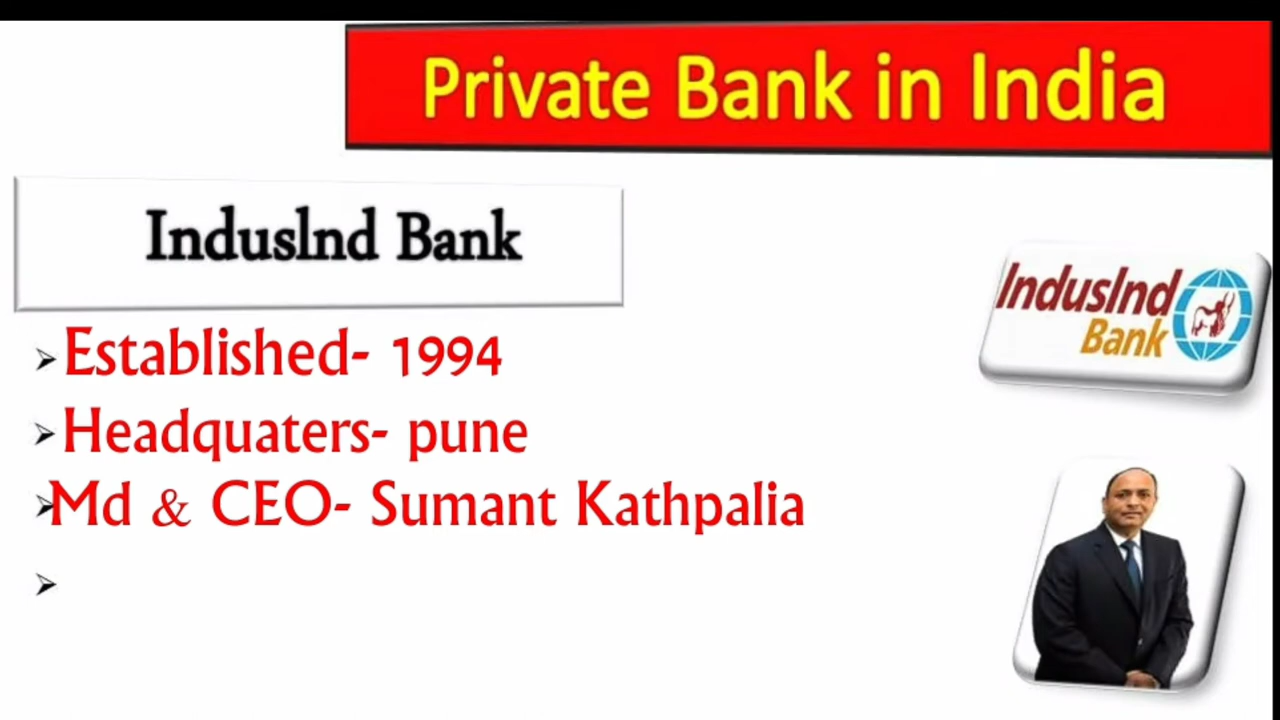 Private Bank in India
IndusInd Bank
Established- 1994
Headquaters- pune
Md & CEO- Sumant Kathpalia
IndusInd
Bank